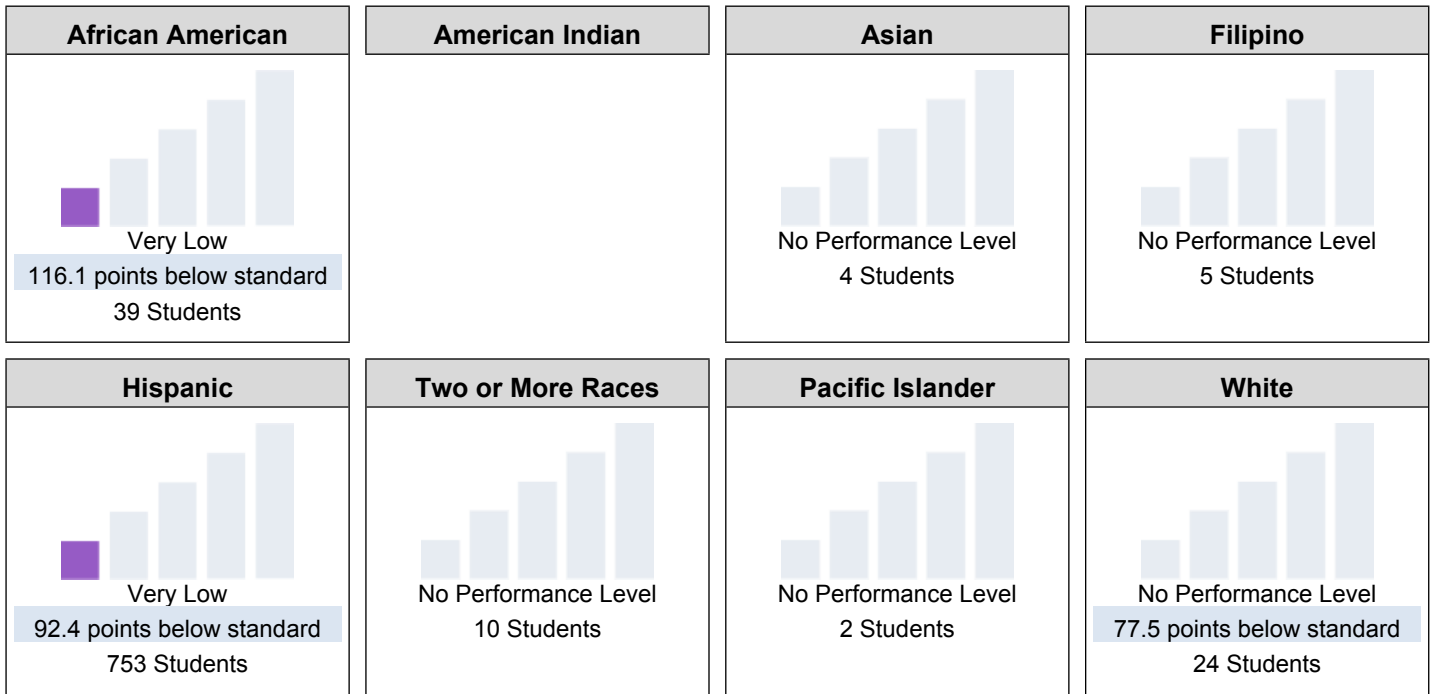 African American
American Indian
Asian
Filipino
Very Low
116.1 points below standard
39 Students
No Performance Level
4 Students
No Performance Level
5 Students
Hispanic
Two or More Races
Pacific Islander
White
Very Low
92.4 points below standard
753 Students
No Performance Level
10 Students
No Performance Level
2 Students
No Performance Level
77.5 points below standard
24 Students